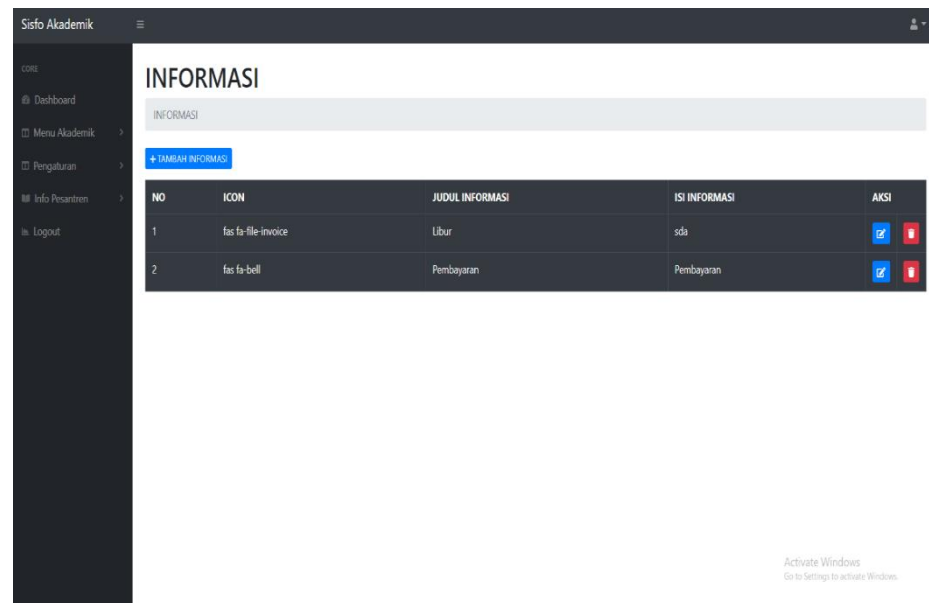 Sisfo Akademik
CORE
Dashboard
Menu Akademik
Pengaturan
Info Pesantren
Logout
INFORMASI
INFORMASI
+ TAMBAH INFORMASI
NO ICON JUDUL INFORMASI ISI INFORMASI AKSI
1 fas fa-file-invoice Libur sda
2 fas fa-bell Pembayaran Pembayaran
Activate Windows
Go to Settings to activate Windows.